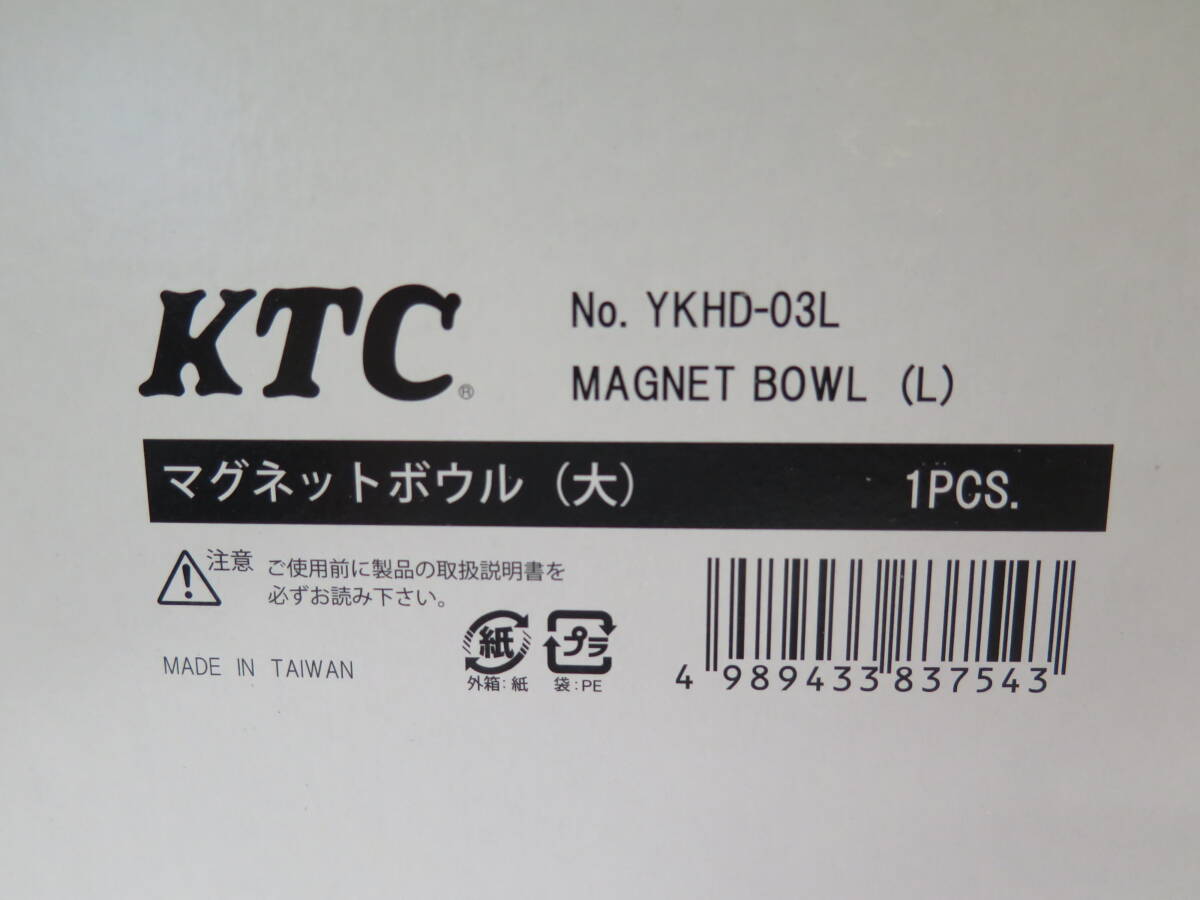 KTC®
No. YKHD-03L
MAGNET BOWL (L)
マグネットボウル（大） 1PCS.
注意 ご使用前に製品の取扱説明書を
必ずお読み下さい。
MADE IN TAIWAN
紙
外箱：紙
プラ
袋：PE
4 989433 837543